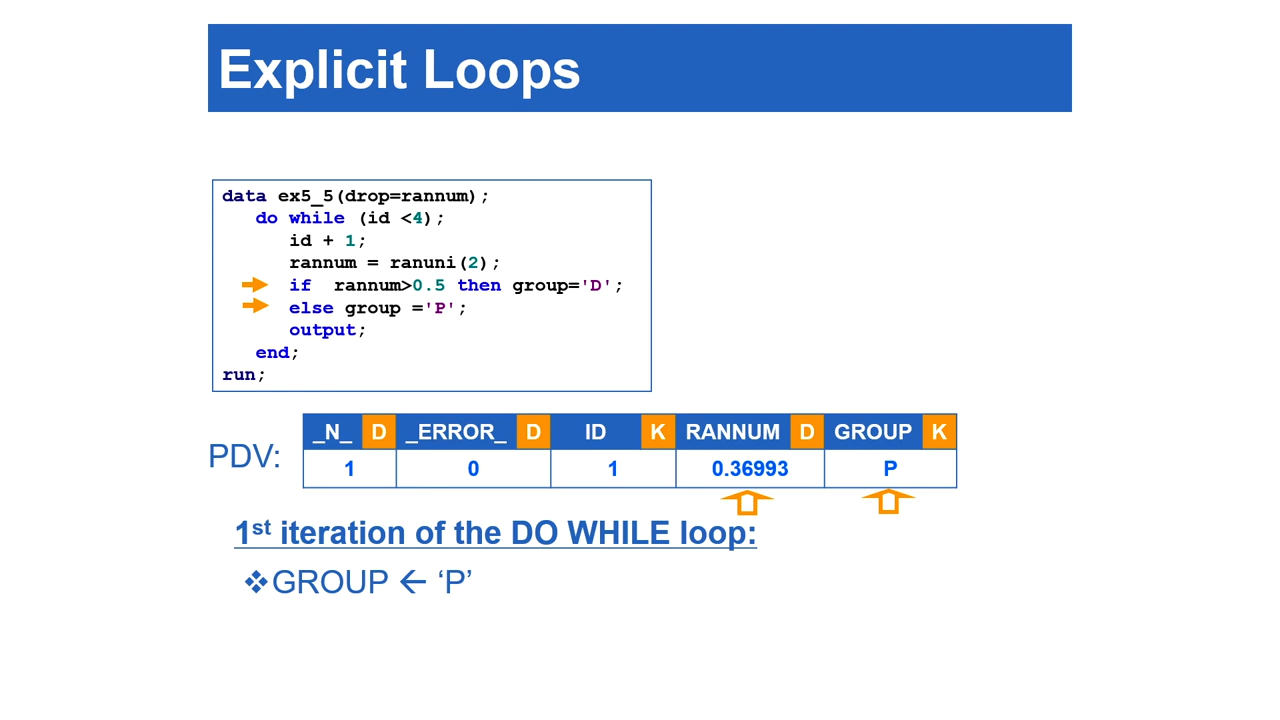 Explicit Loops
data ex5_5(drop=rannum);
do while (id <4);
id + 1;
rannum = ranuni(2);
if  rannum>0.5 then group='D';
else group ='P';
output;
end;
run;
PDV:
_N_ D _ERROR_ D ID K RANNUM D GROUP K
1 0 1 0.36993 P
1st iteration of the DO WHILE loop:
❖GROUP ← ‘P’